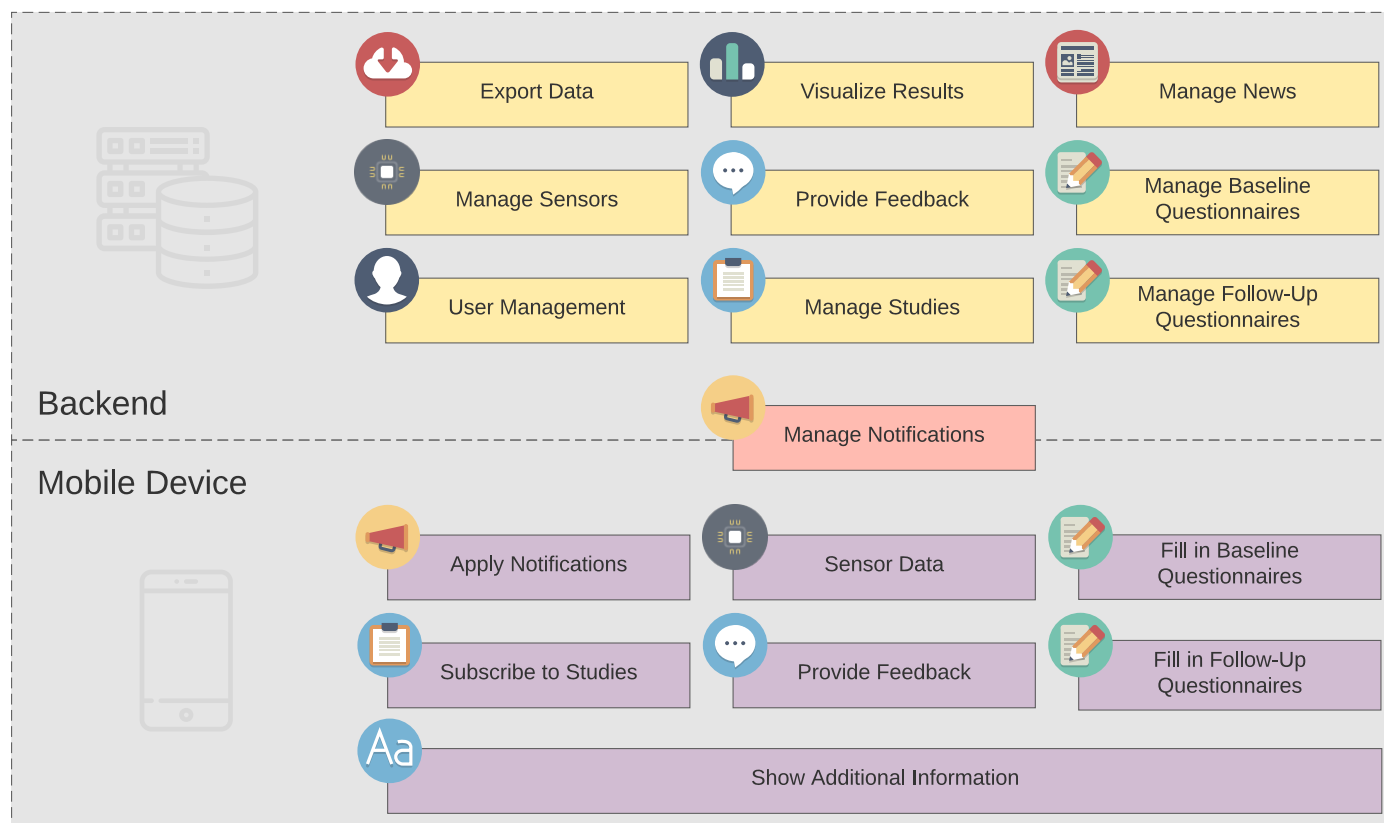 Export Data
Visualize Results
Manage News
Manage Sensors
Provide Feedback
Manage Baseline
Questionnaires
User Management
Manage Studies
Manage Follow-Up
Questionnaires
Backend
Manage Notifications
Mobile Device
Apply Notifications
Sensor Data
Fill in Baseline
Questionnaires
Subscribe to Studies
Provide Feedback
Fill in Follow-Up
Questionnaires
Aa
Show Additional Information